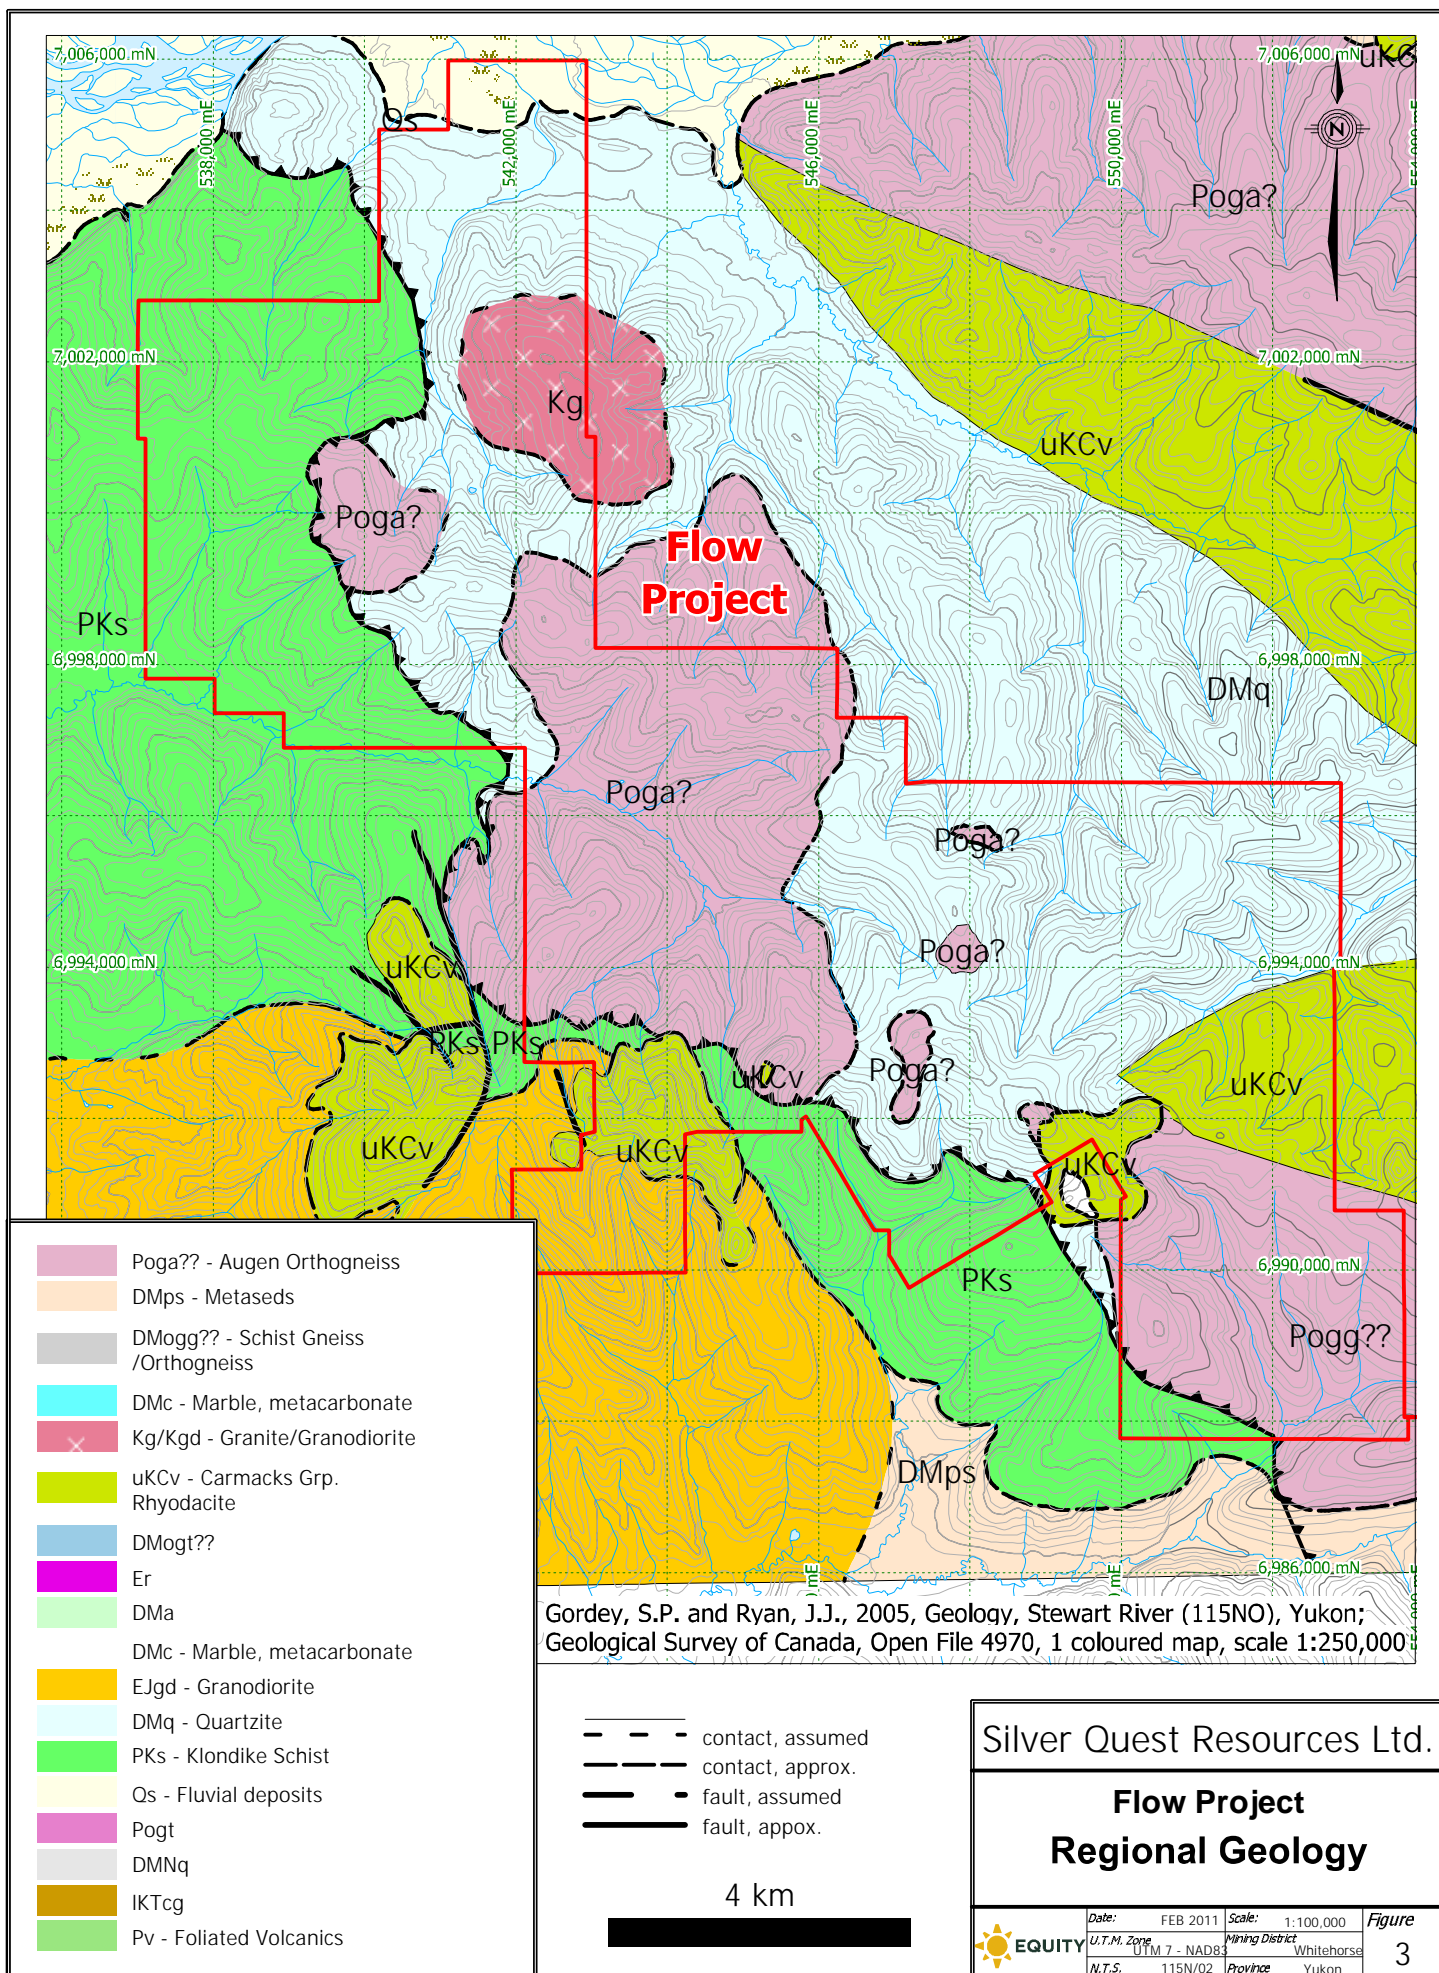 7,006,000 mN
7,006,000 mN
uKC
Qs
538,000 mE
542,000 mE
546,000 mE
550,000 mE
N
Poga?
7,002,000 mN
7,002,000 mN
Kg
uKCv
Poga?
Flow
Project
PKs
6,998,000 mN
6,998,000 mN
DMq
Poga?
Poga?
Poga?
6,994,000 mN
6,994,000 mN
uKCv
PKs
PKs
Poga?
uKCv
uKCv
uKCv
uKCv
uKCv
6,990,000 mN
PKs
Pogg??
DMps
6,986,000 mN
Poga?? - Augen Orthogneiss
DMps - Metaseds
DMogg?? - Schist Gneiss
/Orthogneiss
DMc - Marble, metacarbonate
Kg/Kgd - Granite/Granodiorite
uKCv - Carmacks Grp.
Rhyodacite
DMogt??
Er
DMa
DMc - Marble, metacarbonate
EJgd - Granodiorite
DMq - Quartzite
PKs - Klondike Schist
Qs - Fluvial deposits
Pogt
DMNq
IKTcg
Pv - Foliated Volcanics
Gordey, S.P. and Ryan, J.J., 2005, Geology, Stewart River (115NO), Yukon;
Geological Survey of Canada, Open File 4970, 1 coloured map, scale 1:250,000
contact, assumed
contact, approx.
fault, assumed
fault, appox.
4 km
Silver Quest Resources Ltd.
Flow Project
Regional Geology
EQUITY
Date: FEB 2011 Scale: 1:100,000 Figure
U.T.M. Zone UTM 7 - NAD83 Mining District Whitehorse 3
N.T.S. 115N/02 Province Yukon